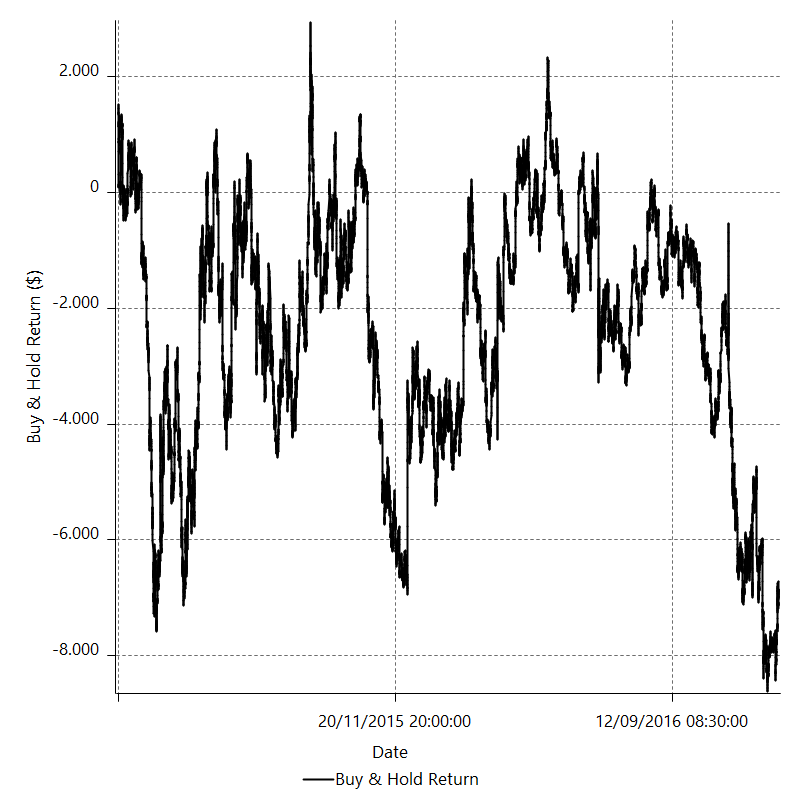 2.000
0
-2.000
-4.000
-6.000
-8.000
Buy & Hold Return ($)
20/11/2015 20:00:00 12/09/2016 08:30:00
Date
Buy & Hold Return